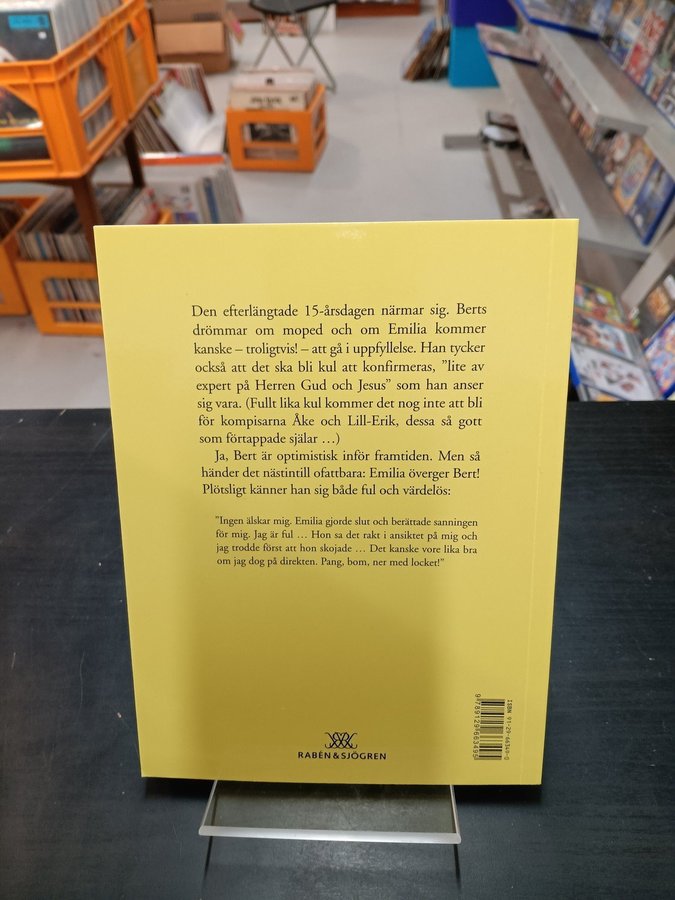 Den efterlängtade 15-årsdagen närmar sig. Berts
drömmar om moped och om Emilia kommer
kanske – troligtvis! – att gå i uppfyllelse. Han tycker
också att det ska bli kul att konfirmeras, ”lite av
expert på Herren Gud och Jesus” som han anser
sig vara. (Fullt lika kul kommer det nog inte att bli
för kompisarna Åke och Lill-Erik, dessa så gott
som förtappade själar …)
Ja, Bert är optimistisk inför framtiden. Men så
händer det nästintill ofattbara: Emilia överger Bert!
Plötsligt känner han sig både ful och värdelös:
”Ingen älskar mig. Emilia gjorde slut och berättade sanningen
för mig. Jag är ful … Hon sa det rakt i ansiktet på mig och
jag trodde först att hon skojade … Det kanske vore lika bra
om jag dog på direkten. Pang, bom, ner med locket!”
ISBN 91-29-66349-0
9789129663495
RABÉN & SJÖGREN